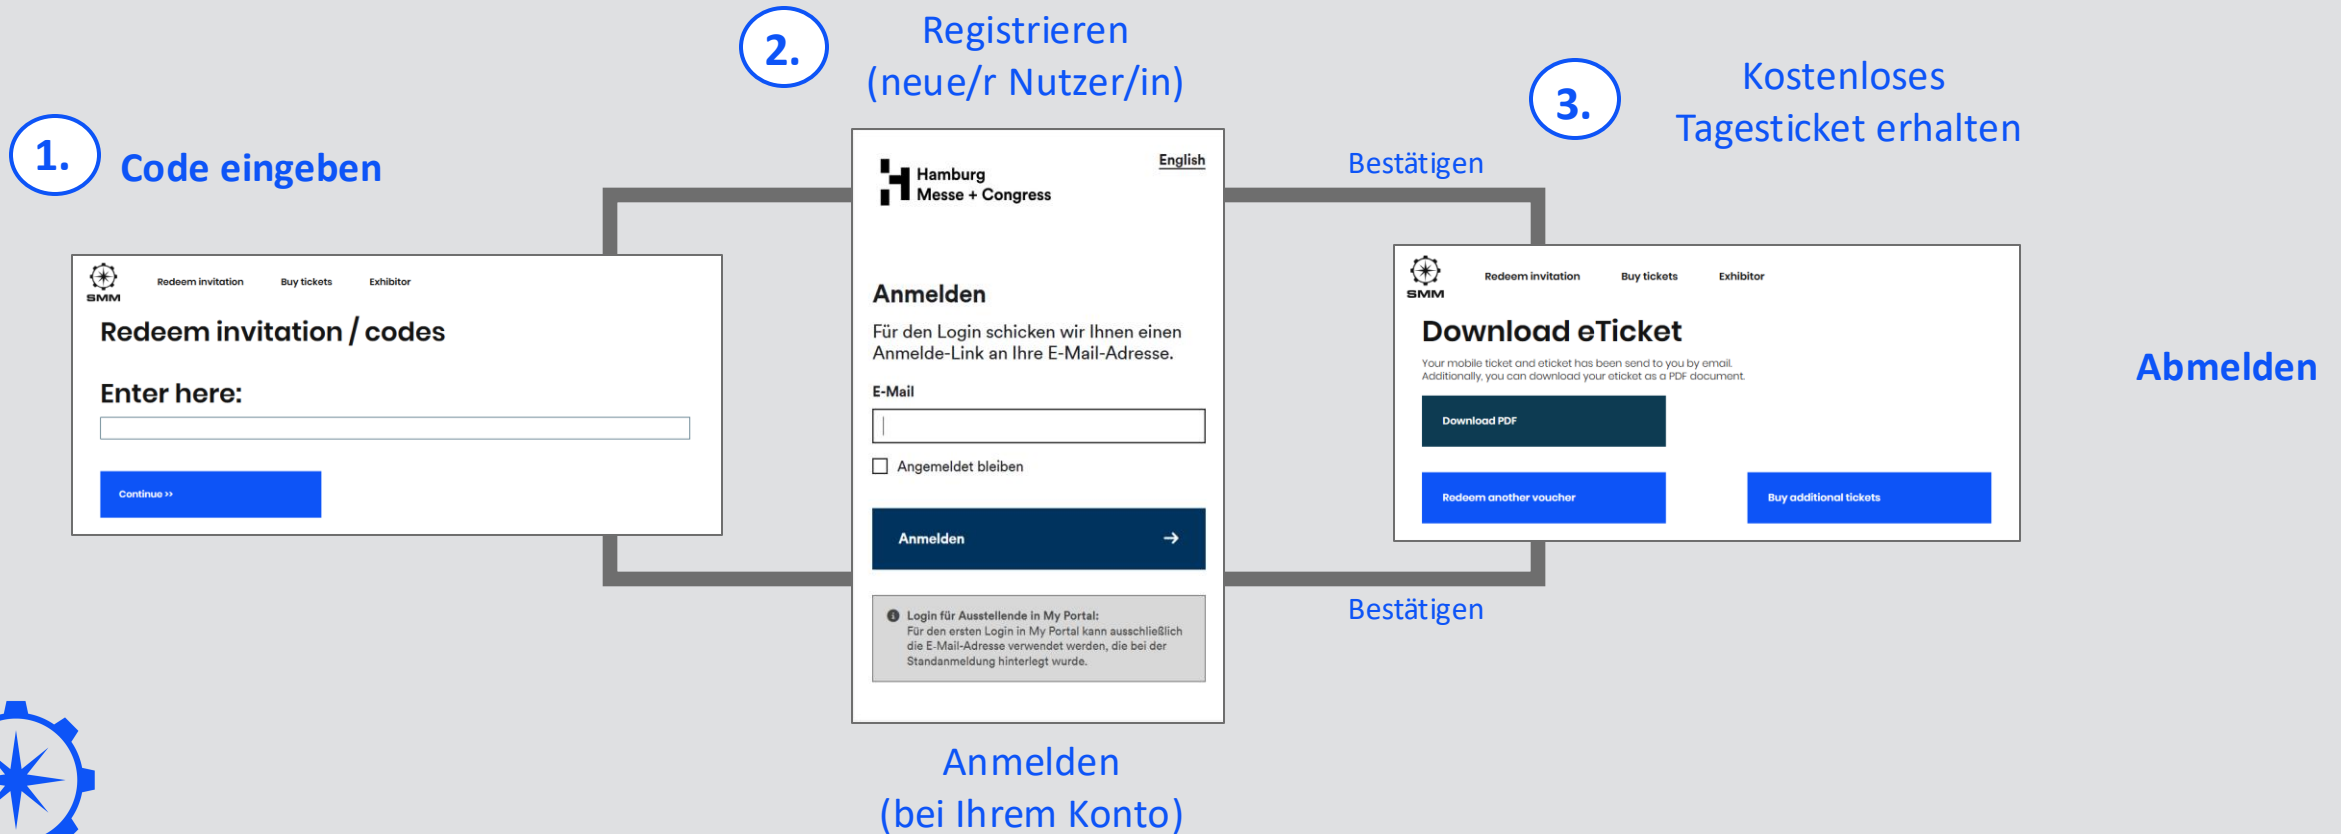 1.
Code eingeben
SMM
Redeem invitation
Buy tickets
Exhibitor
Redeem invitation / codes
Enter here:
Continue >>
2.
Registrieren
(neue/r Nutzer/in)
Hamburg
Messe + Congress
English
Anmelden
Für den Login schicken wir Ihnen einen
Anmelde-Link an Ihre E-Mail-Adresse.
E-Mail
Angemeldet bleiben
Anmelden →
Login für Ausstellende in My Portal:
Für den ersten Login in My Portal kann ausschließlich
die E-Mail-Adresse verwendet werden, die bei der
Standanmeldung hinterlegt wurde.
Anmelden
(bei Ihrem Konto)
Bestätigen
Bestätigen
3.
Kostenloses
Tagesticket erhalten
SMM
Redeem invitation
Buy tickets
Exhibitor
Download eTicket
Your mobile ticket and eticket has been send to you by email.
Additionally, you can download your eticket as a PDF document.
Download PDF
Redeem another voucher
Buy additional tickets
Abmelden